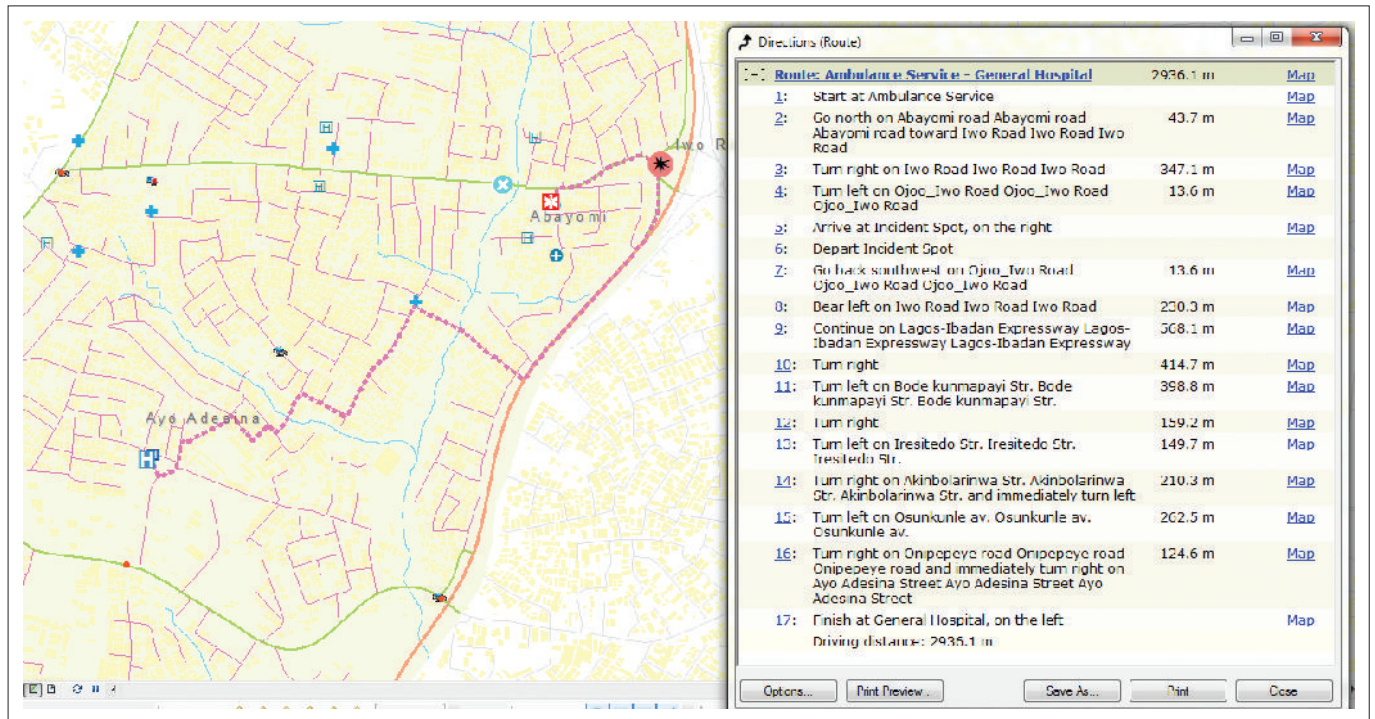 Iwo R
Abayomi
Ayo Adesina
Directions (Route)
Route: Ambulance Service - General Hospital 2936.1 m Map
1: Start at Ambulance Service Map
2: Go north on Abayomi road Abayomi road 43.7 m Map
Abayomi road toward Iwo Road Iwo Road Iwo
Road
3: Turn right on Iwo Road Iwo Road Iwo Road 347.1 m Map
4: Turn left on Ojoo_Iwo Road Ojoo_Iwo Road 13.6 m Map
Ojoo_Iwo Road
5: Arrive at Incident Spot, on the right Map
6: Depart Incident Spot
7: Go back southwest on Ojoo_Iwo Road 13.6 m Map
Ojoo_Iwo Road Ojoo_Iwo Road
8: Bear left on Iwo Road Iwo Road Iwo Road 230.3 m Map
9: Continue on Lagos-Ibadan Expressway Lagos- 568.1 m Map
Ibadan Expressway Lagos-Ibadan Expressway
10: Turn right 414.7 m Map
11: Turn left on Bode kunmapayi Str. Bode 398.8 m Map
kunmapayi Str. Bode kunmapayi Str.
12: Turn right 159.2 m Map
13: Turn left on Iresitedo Str. Iresitedo Str. 149.7 m Map
Iresitedo Str.
14: Turn right on Akinbolarinwa Str. Akinbolarinwa 210.3 m Map
Str. Akinbolarinwa Str. and immediately turn left
15: Turn left on Osunkunle av. Osunkunle av. 262.5 m Map
Osunkunle av.
16: Turn right on Onipepeye road Onipepeye road 124.6 m Map
Onipepeye road and immediately turn right on
Ayo Adesina Street Ayo Adesina Street Ayo
Adesina Street
17: Finish at General Hospital, on the left Map
Driving distance: 2936.1 m
Options... Print Preview... Save As... Print Close